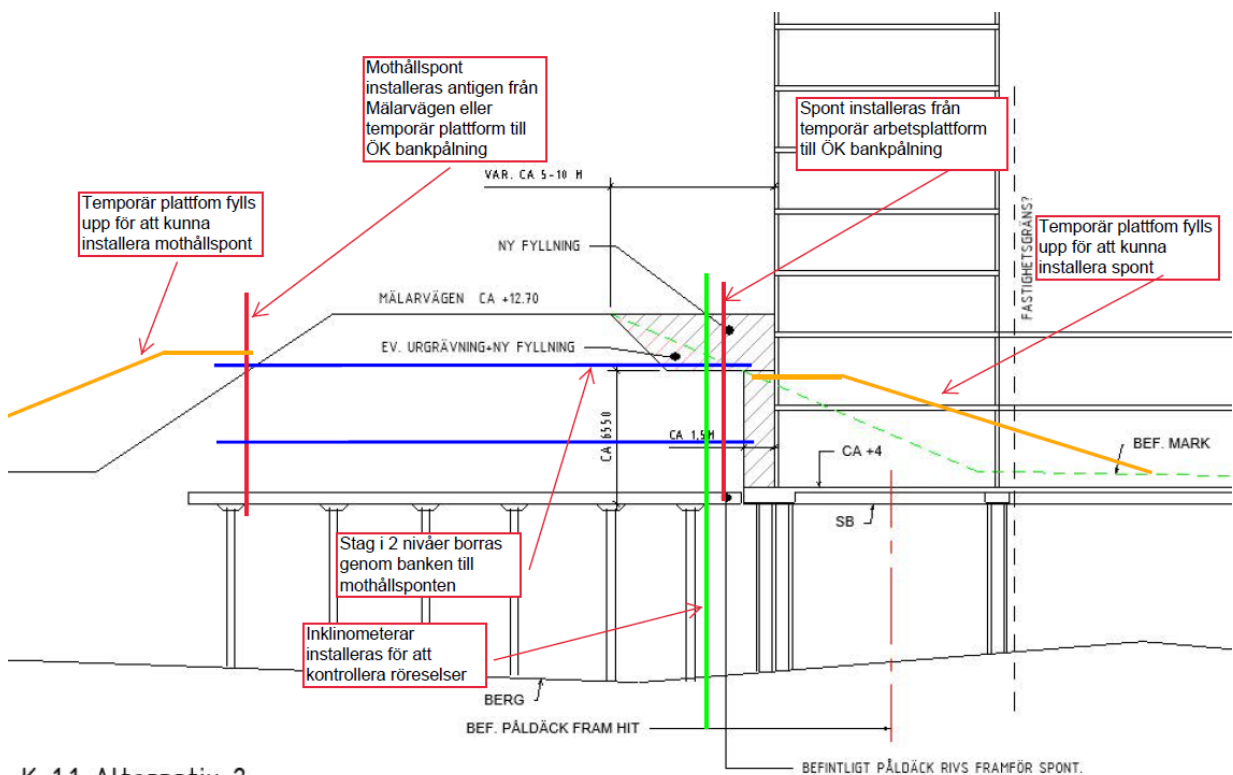 Mothållspont
installeras antigen från
Mälarvägen eller
temporär plattform till
ÖK bankpålning
Spont installeras från
temporär arbetsplattform
till ÖK bankpålning
VAR. CA 5-10 M
Temporär plattfom fylls
upp för att kunna
installera mothållspont
Temporär plattfom fylls
upp för att kunna
installera spont
FASTIGHETSGRÄNS?
NY FYLLNING
MÄLARVÄGEN CA +12.70
EV. URGRÄVNING+NY FYLLNING
CA 6550
CA 1,5M
BEF. MARK
CA +4
SB
Stag i 2 nivåer borras
genom banken till
mothållsponten
Inklinometerar
installeras för att
kontrollera röreselser
BERG
BEF. PÅLDÄCK FRAM HIT
BEFINTLIGT PÅLDÄCK RIVS FRAMFÖR SPONT.
K 11 Alternativ 2